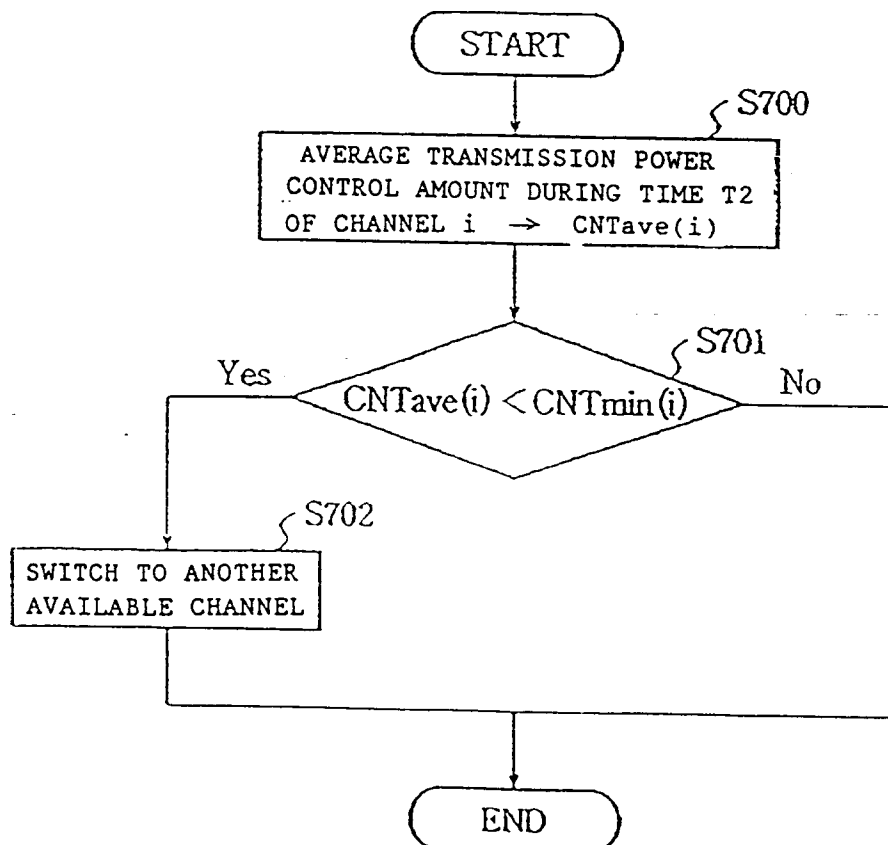 START
S700
AVERAGE TRANSMISSION POWER
CONTROL AMOUNT DURING TIME T2
OF CHANNEL i → CNTave(i)
S701
Yes
CNTave(i) < CNTmin(i)
No
S702
SWITCH TO ANOTHER
AVAILABLE CHANNEL
END